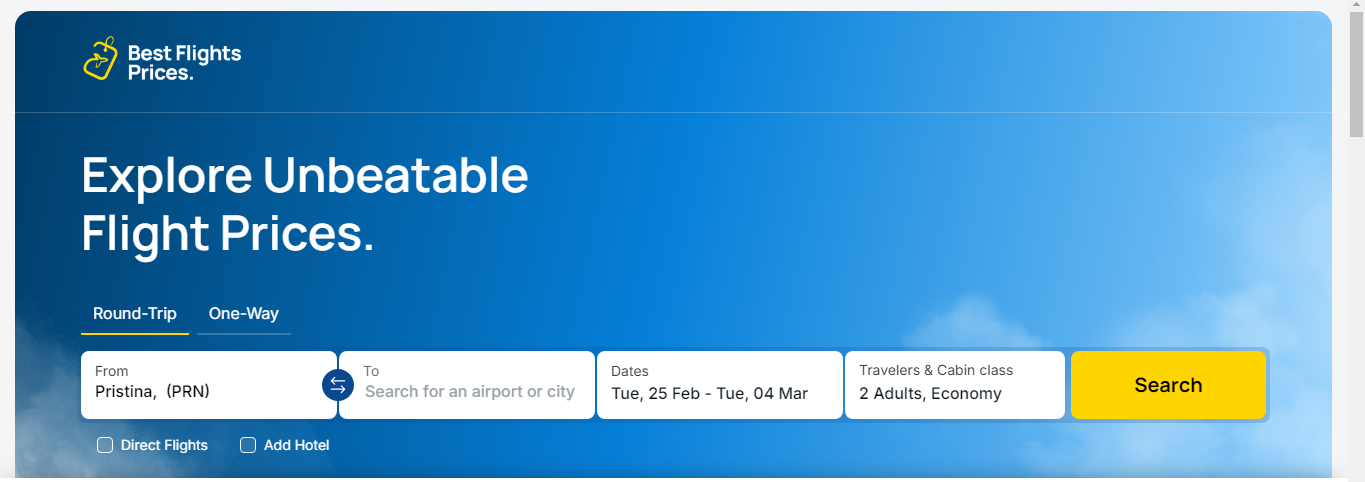 Best Flights
Prices.
Explore Unbeatable
Flight Prices.
Round-Trip One-Way
From
Pristina, (PRN)
To
Search for an airport or city
Dates
Tue, 25 Feb - Tue, 04 Mar
Travelers & Cabin class
2 Adults, Economy
Search
Direct Flights Add Hotel